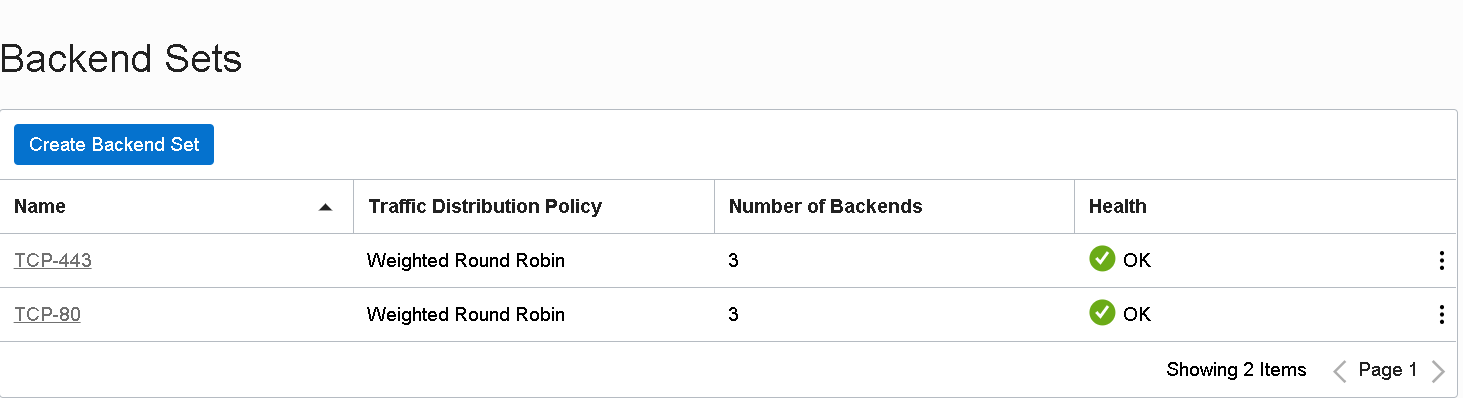 Backend Sets
Create Backend Set
Name Traffic Distribution Policy Number of Backends Health
TCP-443 Weighted Round Robin 3 OK
TCP-80 Weighted Round Robin 3 OK
Showing 2 Items Page 1